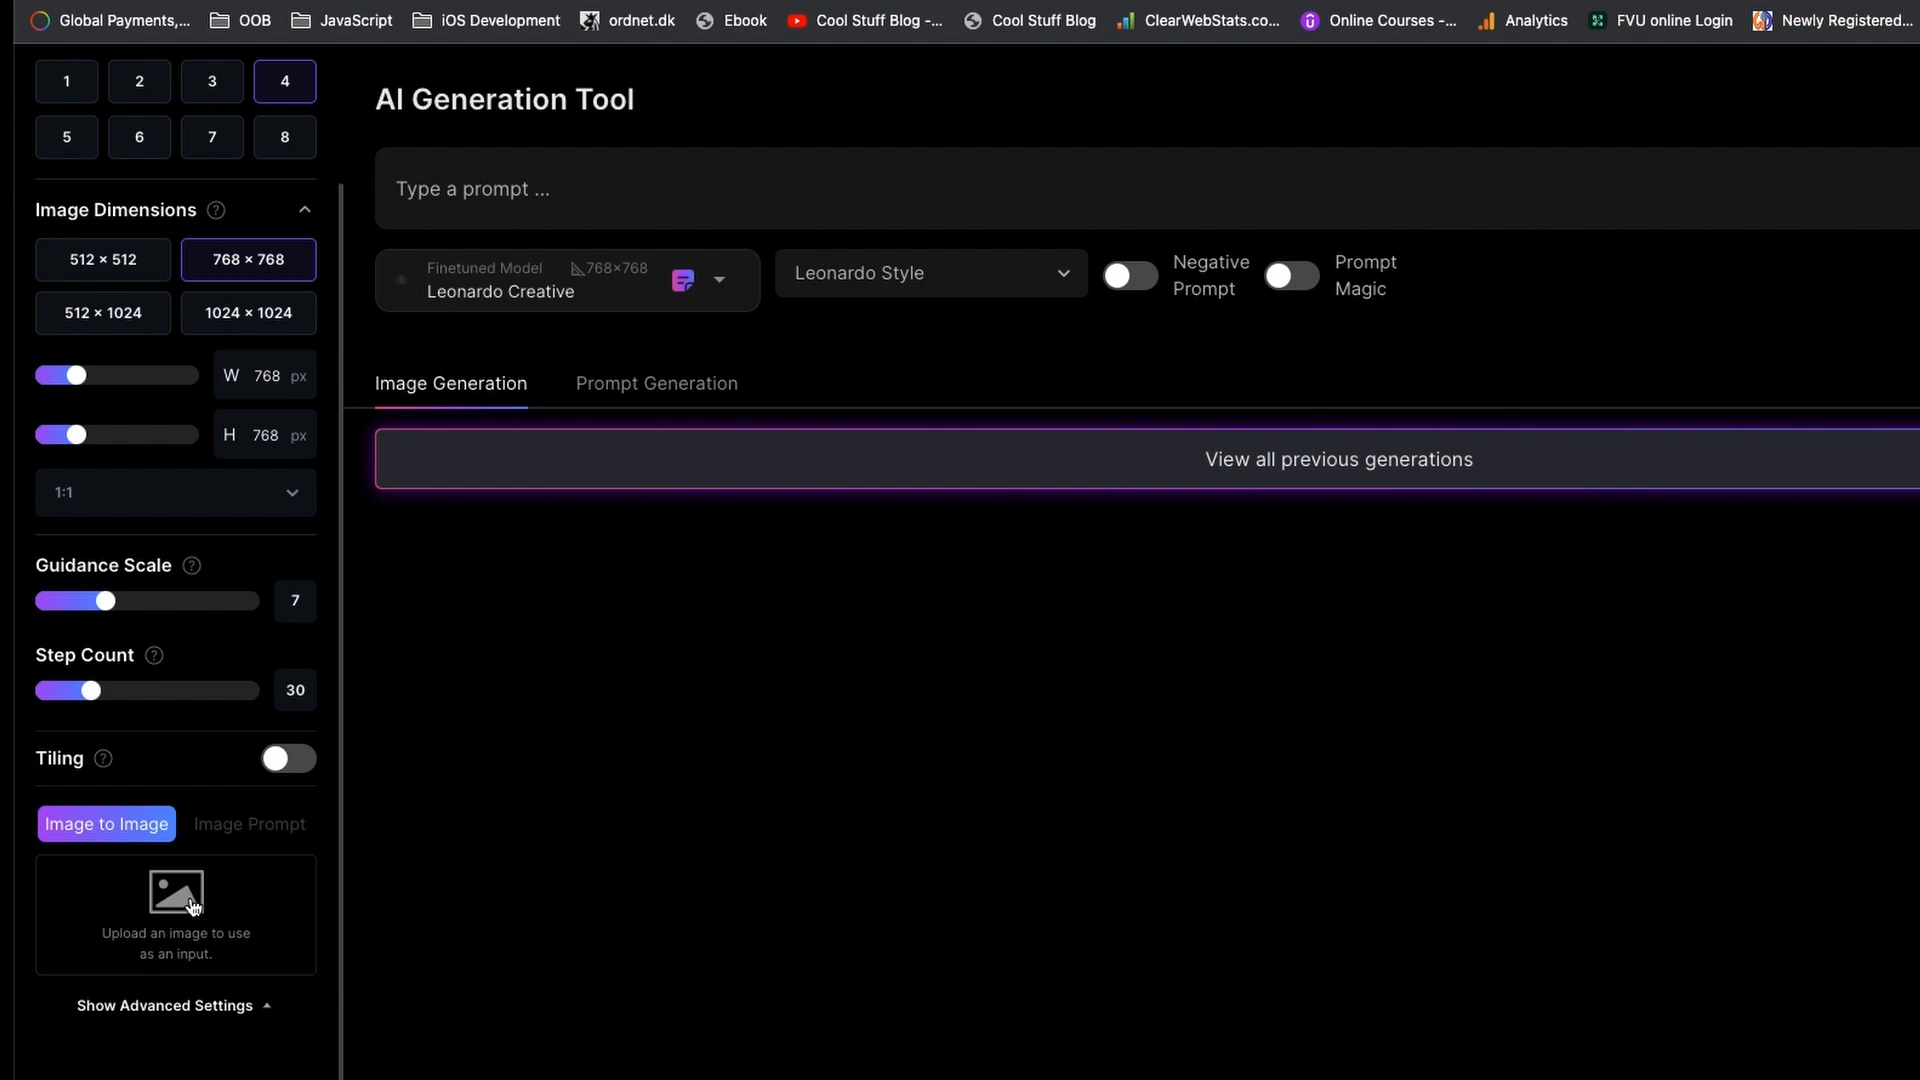 Global Payments,... OOB JavaScript iOS Development ordnet.dk Ebook Cool Stuff Blog -... Cool Stuff Blog ClearWebStats.co... Online Courses -... Analytics FVU online Login Newly Registered...
1 2 3 4
5 6 7 8
Image Dimensions ?
512 × 512 768 × 768
512 × 1024 1024 × 1024
W 768 px
H 768 px
1:1
Guidance Scale ?
7
Step Count ?
30
Tiling ?
Image to Image Image Prompt
Upload an image to use
as an input.
Show Advanced Settings
AI Generation Tool
Type a prompt ...
Finetuned Model 768×768
Leonardo Creative
Leonardo Style
Negative
Prompt
Prompt
Magic
Image Generation Prompt Generation
View all previous generations